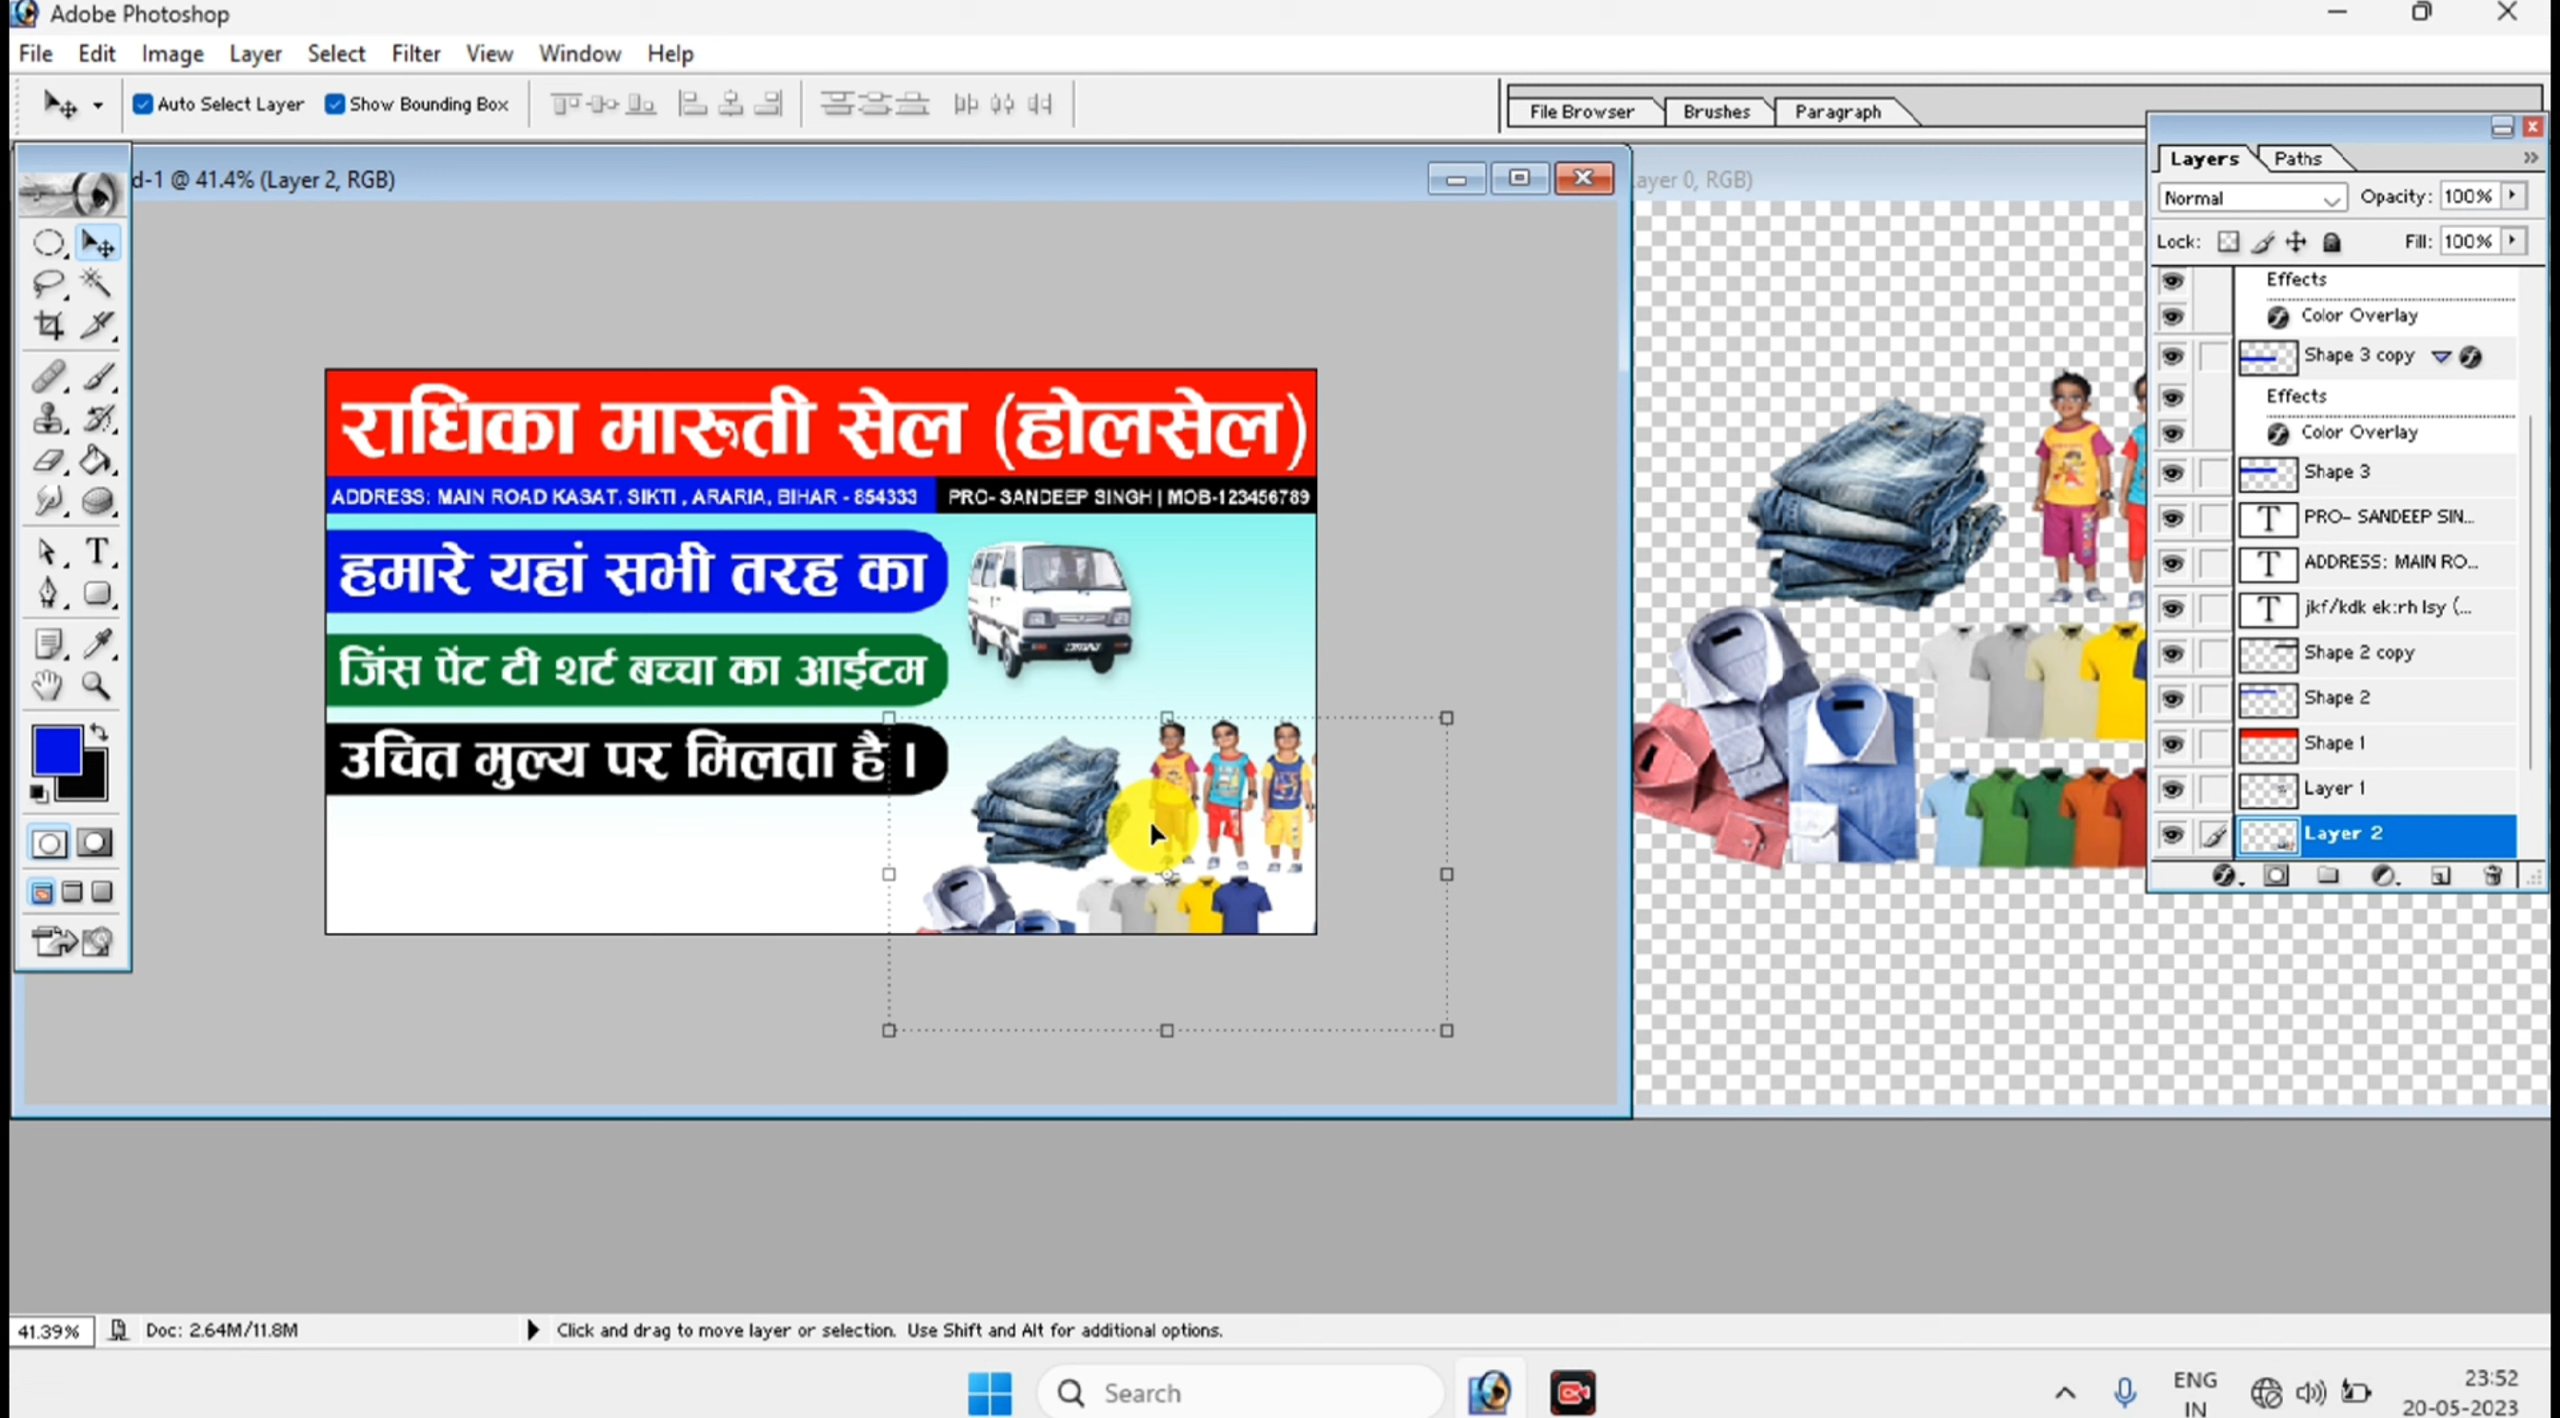 Adobe Photoshop
File Edit Image Layer Select Filter View Window Help
Auto Select Layer Show Bounding Box
File Browser Brushes Paragraph
d-1 @ 41.4% (Layer 2, RGB)
ayer 0, RGB)
Layers Paths
Normal Opacity: 100%
Lock: Fill: 100%
Effects
Color Overlay
Shape 3 copy
Effects
Color Overlay
Shape 3
PRO- SANDEEP SIN...
ADDRESS: MAIN RO...
jkf/kdk ek:rh lsy (...
Shape 2 copy
Shape 2
Shape 1
Layer 1
Layer 2
राधिका मारुती सेल (होलसेल)
ADDRESS: MAIN ROAD KASAT, SIKTI , ARARIA, BIHAR - 854333 PRO- SANDEEP SINGH | MOB-123456789
हमारे यहां सभी तरह का
जिंस पेंट टी शर्ट बच्चा का आईटम
उचित मुल्य पर मिलता है ।
41.39% Doc: 2.64M/11.8M Click and drag to move layer or selection. Use Shift and Alt for additional options.
Search
ENG
IN
23:52
20-05-2023